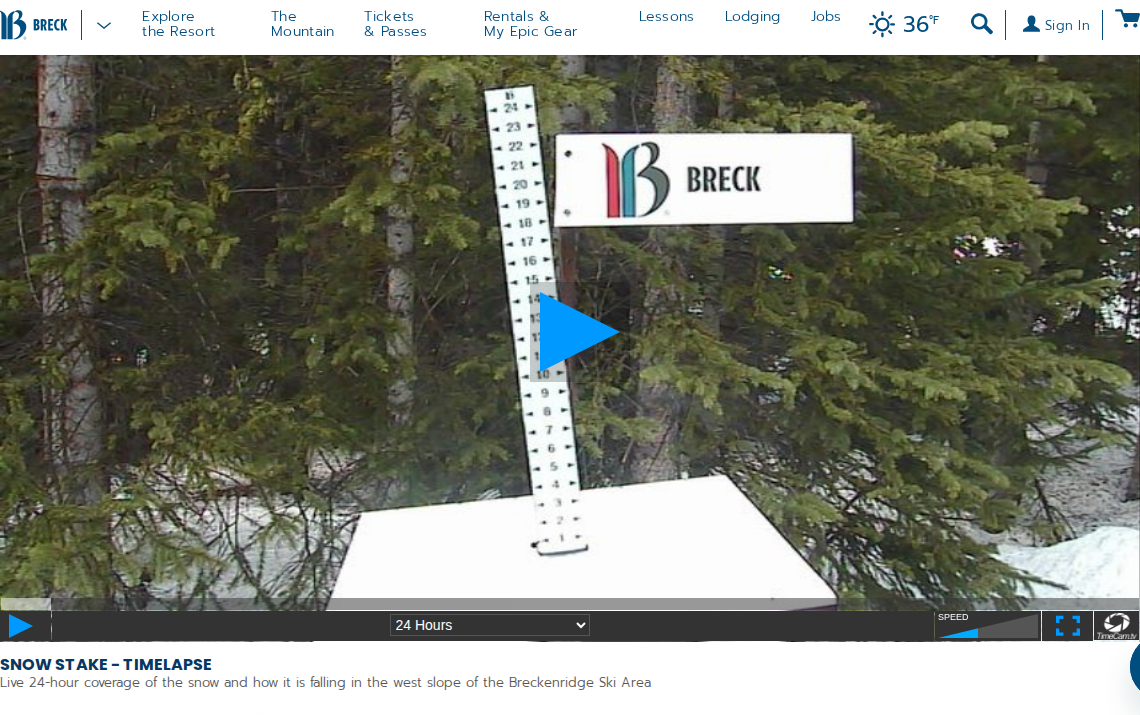 BRECK
Explore
the Resort
The
Mountain
Tickets
& Passes
Rentals &
My Epic Gear
Lessons
Lodging
Jobs
36°F
Sign In
24
23
22
21
20
19
18
17
16
15
14
13
10
9
8
7
6
5
4
3
2
1
BRECK
24 Hours
SPEED
TimeCam.tv
SNOW STAKE - TIMELAPSE
Live 24-hour coverage of the snow and how it is falling in the west slope of the Breckenridge Ski Area